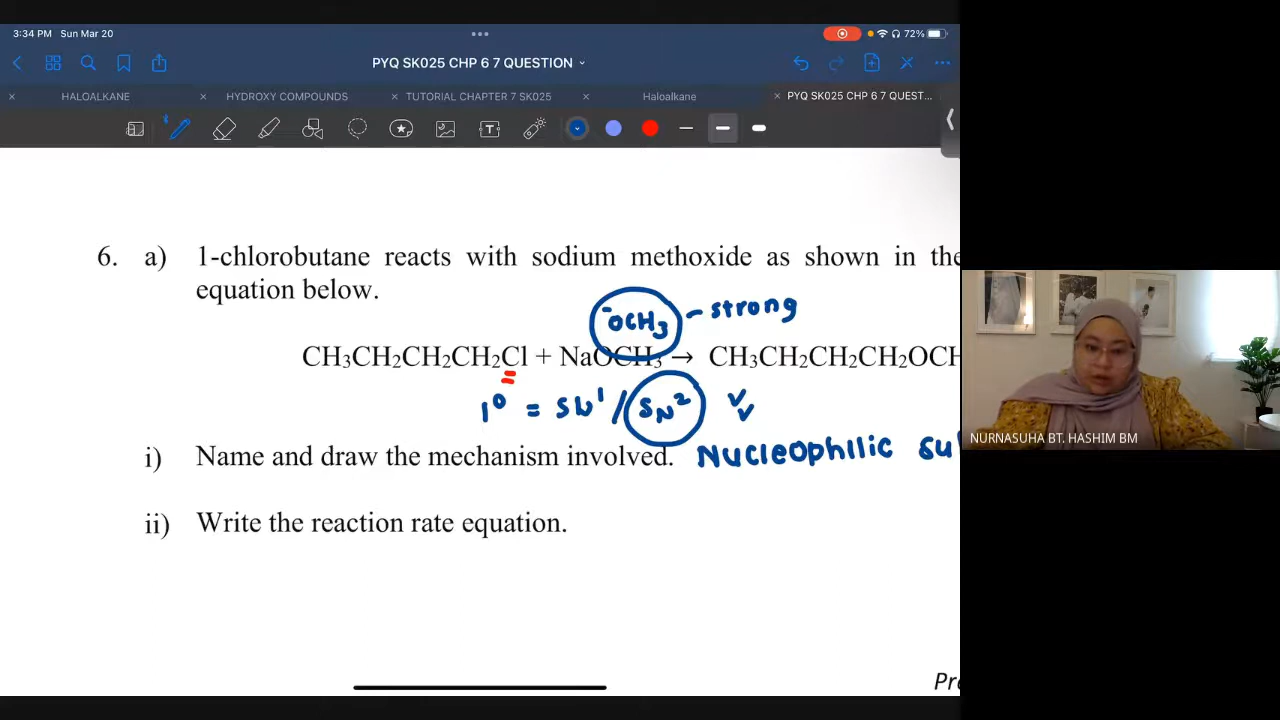 3:34 PM Sun Mar 20
72%
PYQ SK025 CHP 6 7 QUESTION
HALOALKANE
HYDROXY COMPOUNDS
TUTORIAL CHAPTER 7 SK025
Haloalkane
PYQ SK025 CHP 6 7 QUEST...
6. a) 1-chlorobutane reacts with sodium methoxide as shown in the
equation below.
⁻OCH₃ - strong
CH₃CH₂CH₂CH₂Cl + NaOCH₃ → CH₃CH₂CH₂CH₂OCH
1° = SN¹ / SN²
i) Name and draw the mechanism involved. Nucleophilic su
ii) Write the reaction rate equation.
Pr
NURNASUHA BT. HASHIM BM